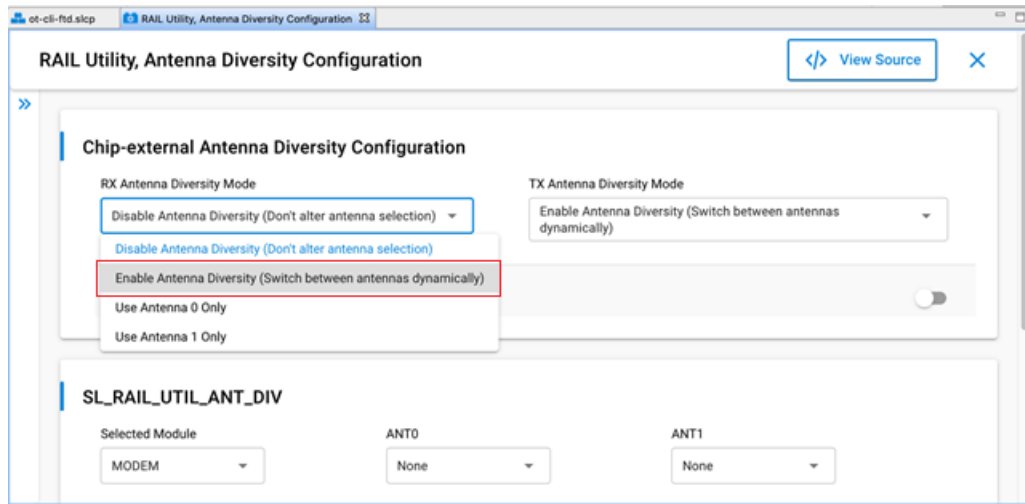 ot-cli-ftd.slcp
RAIL Utility, Antenna Diversity Configuration
RAIL Utility, Antenna Diversity Configuration
</> View Source
Chip-external Antenna Diversity Configuration
RX Antenna Diversity Mode
TX Antenna Diversity Mode
Disable Antenna Diversity (Don't alter antenna selection)
Enable Antenna Diversity (Switch between antennas
dynamically)
Disable Antenna Diversity (Don't alter antenna selection)
Enable Antenna Diversity (Switch between antennas dynamically)
Use Antenna 0 Only
Use Antenna 1 Only
SL_RAIL_UTIL_ANT_DIV
Selected Module
ANT0
ANT1
MODEM
None
None